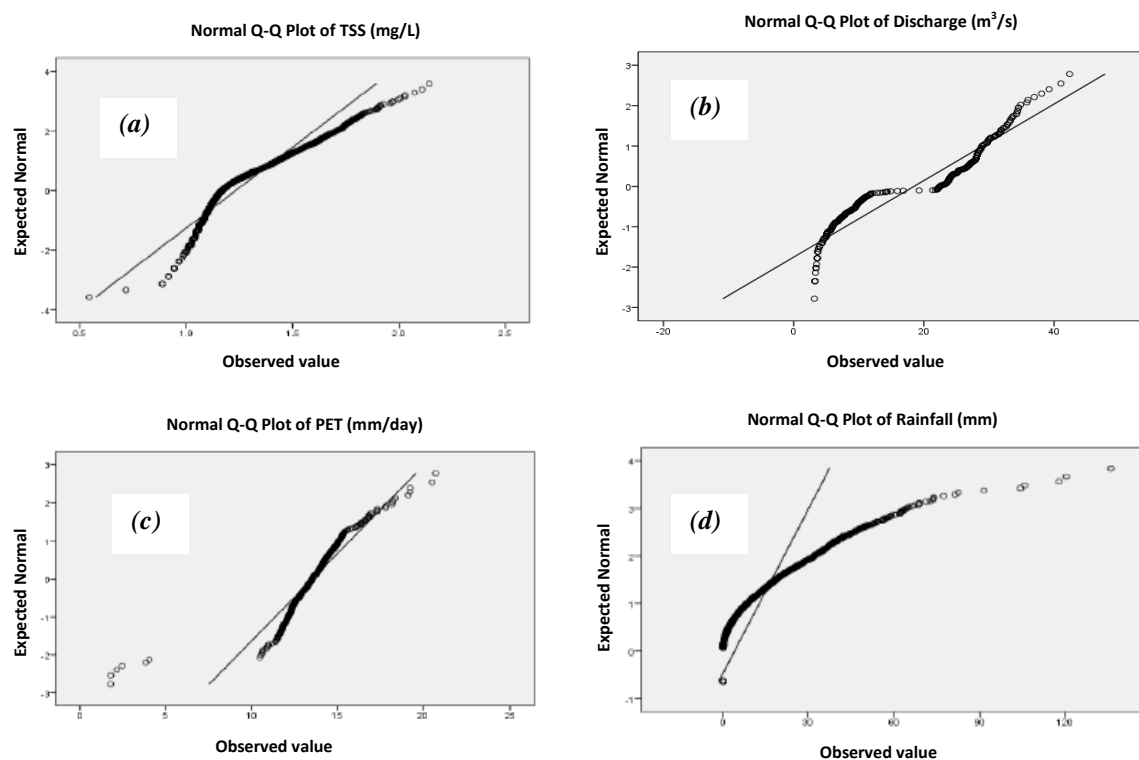 Normal Q-Q Plot of TSS (mg/L)
Expected Normal
(a)
4
2
0
-2
-4
0.5
1.0
1.5
2.0
2.5
Observed value
Normal Q-Q Plot of Discharge (m³/s)
Expected Normal
(b)
3
2
1
0
-1
-2
-3
-20
0
20
40
Observed value
Normal Q-Q Plot of PET (mm/day)
Expected Normal
(c)
3
2
1
0
-1
-2
-3
0
5
10
15
20
25
Observed value
Normal Q-Q Plot of Rainfall (mm)
Expected Normal
(d)
4
3
2
1
0
-1
0
30
60
90
120
Observed value